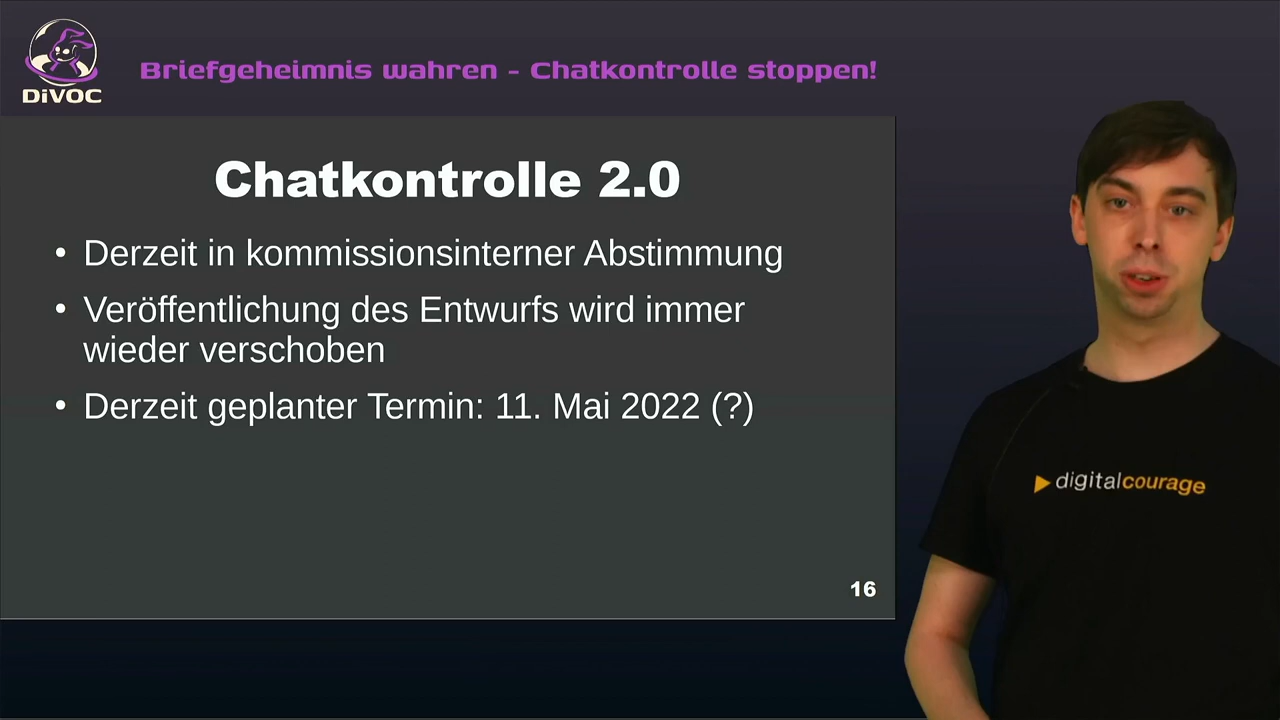 DiVOC
Briefgeheimnis wahren - Chatkontrolle stoppen!
Chatkontrolle 2.0
• Derzeit in kommissionsinterner Abstimmung
• Veröffentlichung des Entwurfs wird immer
wieder verschoben
• Derzeit geplanter Termin: 11. Mai 2022 (?)
16
digitalcourage